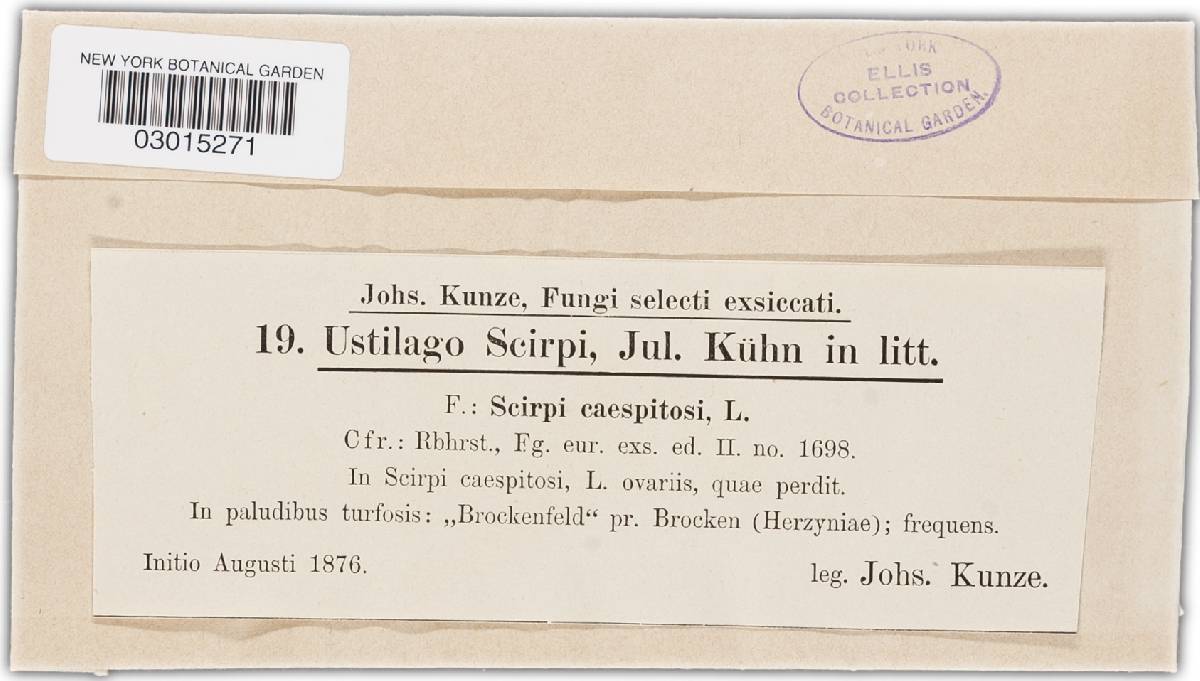 NEW YORK BOTANICAL GARDEN
03015271
YORK
ELLIS
COLLECTION
BOTANICAL GARDEN.
Johs. Kunze, Fungi selecti exsiccati.
19. Ustilago Scirpi, Jul. Kühn in litt.
F.: Scirpi caespitosi, L.
Cfr.: Rbhrst., Fg. eur. exs. ed. II. no. 1698.
In Scirpi caespitosi, L. ovariis, quae perdit.
In paludibus turfosis: „Brockenfeld“ pr. Brocken (Herzyniae); frequens.
Initio Augusti 1876.
leg. Johs. Kunze.